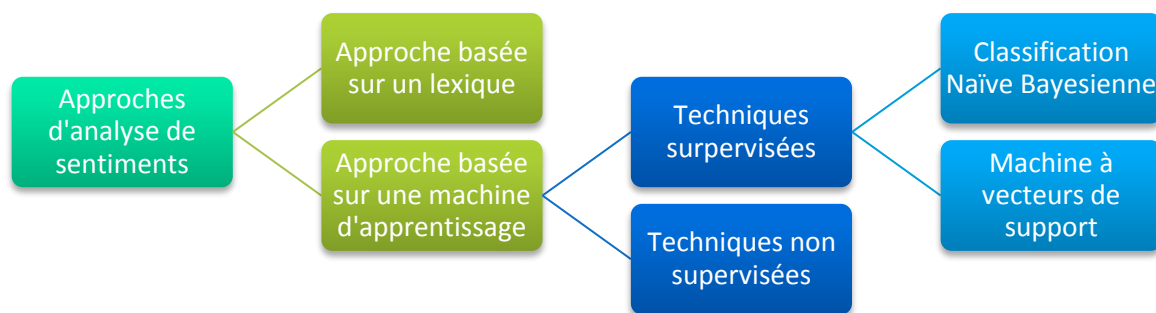 Approches
d'analyse de
sentiments
Approche basée
sur un lexique
Approche basée
sur une machine
d'apprentissage
Techniques
surpervisées
Techniques non
supervisées
Classification
Naïve Bayesienne
Machine à
vecteurs de
support